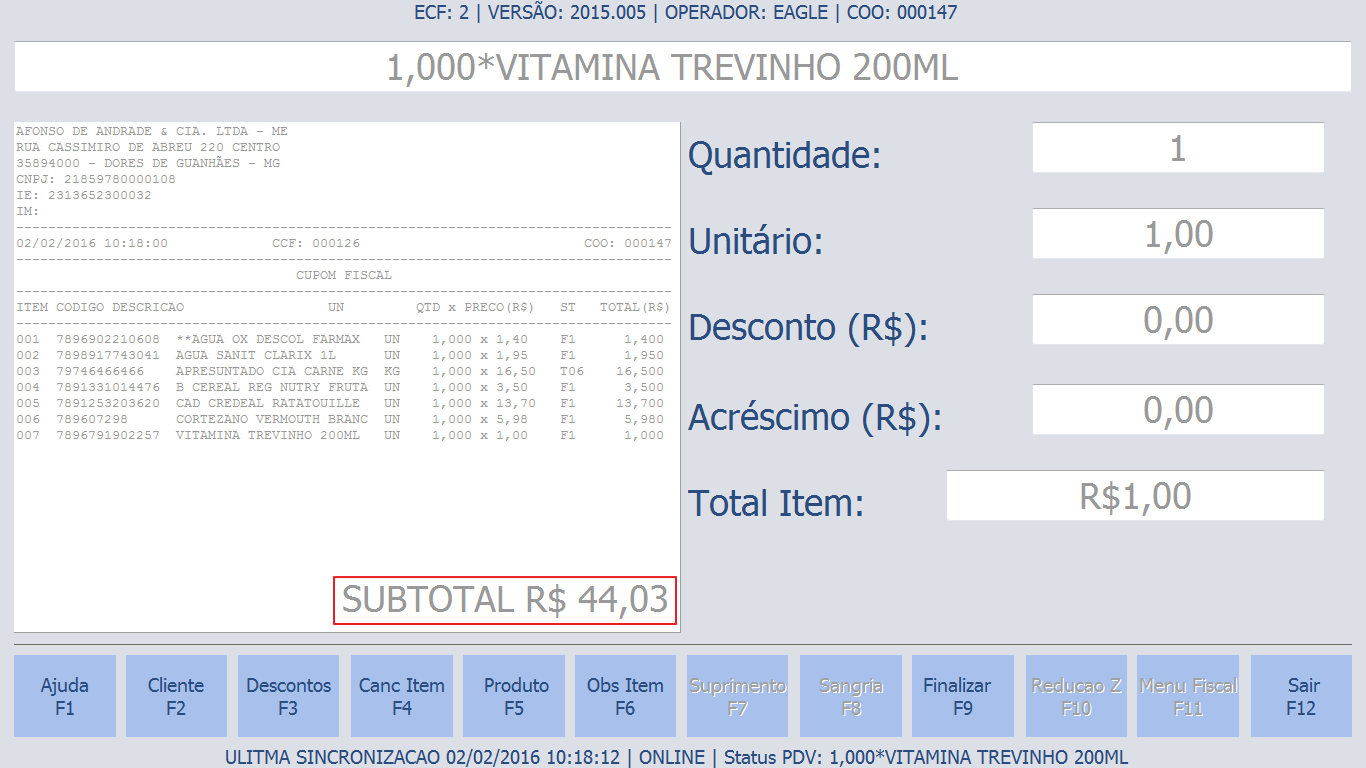 ECF: 2 | VERSÃO: 2015.005 | OPERADOR: EAGLE | COO: 000147
1,000*VITAMINA TREVINHO 200ML
AFONSO DE ANDRADE & CIA. LTDA - ME
RUA CASSIMIRO DE ABREU 220 CENTRO
35894000 - DORES DE GUANHÃES - MG
CNPJ: 21859780000108
IE: 2313652300032
IM:
02/02/2016 10:18:00 CCF: 000126 COO: 000147
CUPOM FISCAL
ITEM CODIGO DESCRICAO UN QTD x PRECO(R$) ST TOTAL(R$)
001 7896902210608 **AGUA OX DESCOL FARMAX UN 1,000 x 1,40 F1 1,400
002 7898917743041 AGUA SANIT CLARIX 1L UN 1,000 x 1,95 F1 1,950
003 79746466466 APRESUNTADO CIA CARNE KG KG 1,000 x 16,50 T06 16,500
004 7891331014476 B CEREAL REG NUTRY FRUTA UN 1,000 x 3,50 F1 3,500
005 7891253203620 CAD CREDEAL RATATOUILLE UN 1,000 x 13,70 F1 13,700
006 789607298 CORTEZANO VERMOUTH BRANC UN 1,000 x 5,98 F1 5,980
007 7896791902257 VITAMINA TREVINHO 200ML UN 1,000 x 1,00 F1 1,000
SUBTOTAL R$ 44,03
Quantidade: 1
Unitário: 1,00
Desconto (R$): 0,00
Acréscimo (R$): 0,00
Total Item: R$1,00
Ajuda F1
Cliente F2
Descontos F3
Canc Item F4
Produto F5
Obs Item F6
Suprimento F7
Sangria F8
Finalizar F9
Reducao Z F10
Menu Fiscal F11
Sair F12
ULITMA SINCRONIZACAO 02/02/2016 10:18:12 | ONLINE | Status PDV: 1,000*VITAMINA TREVINHO 200ML